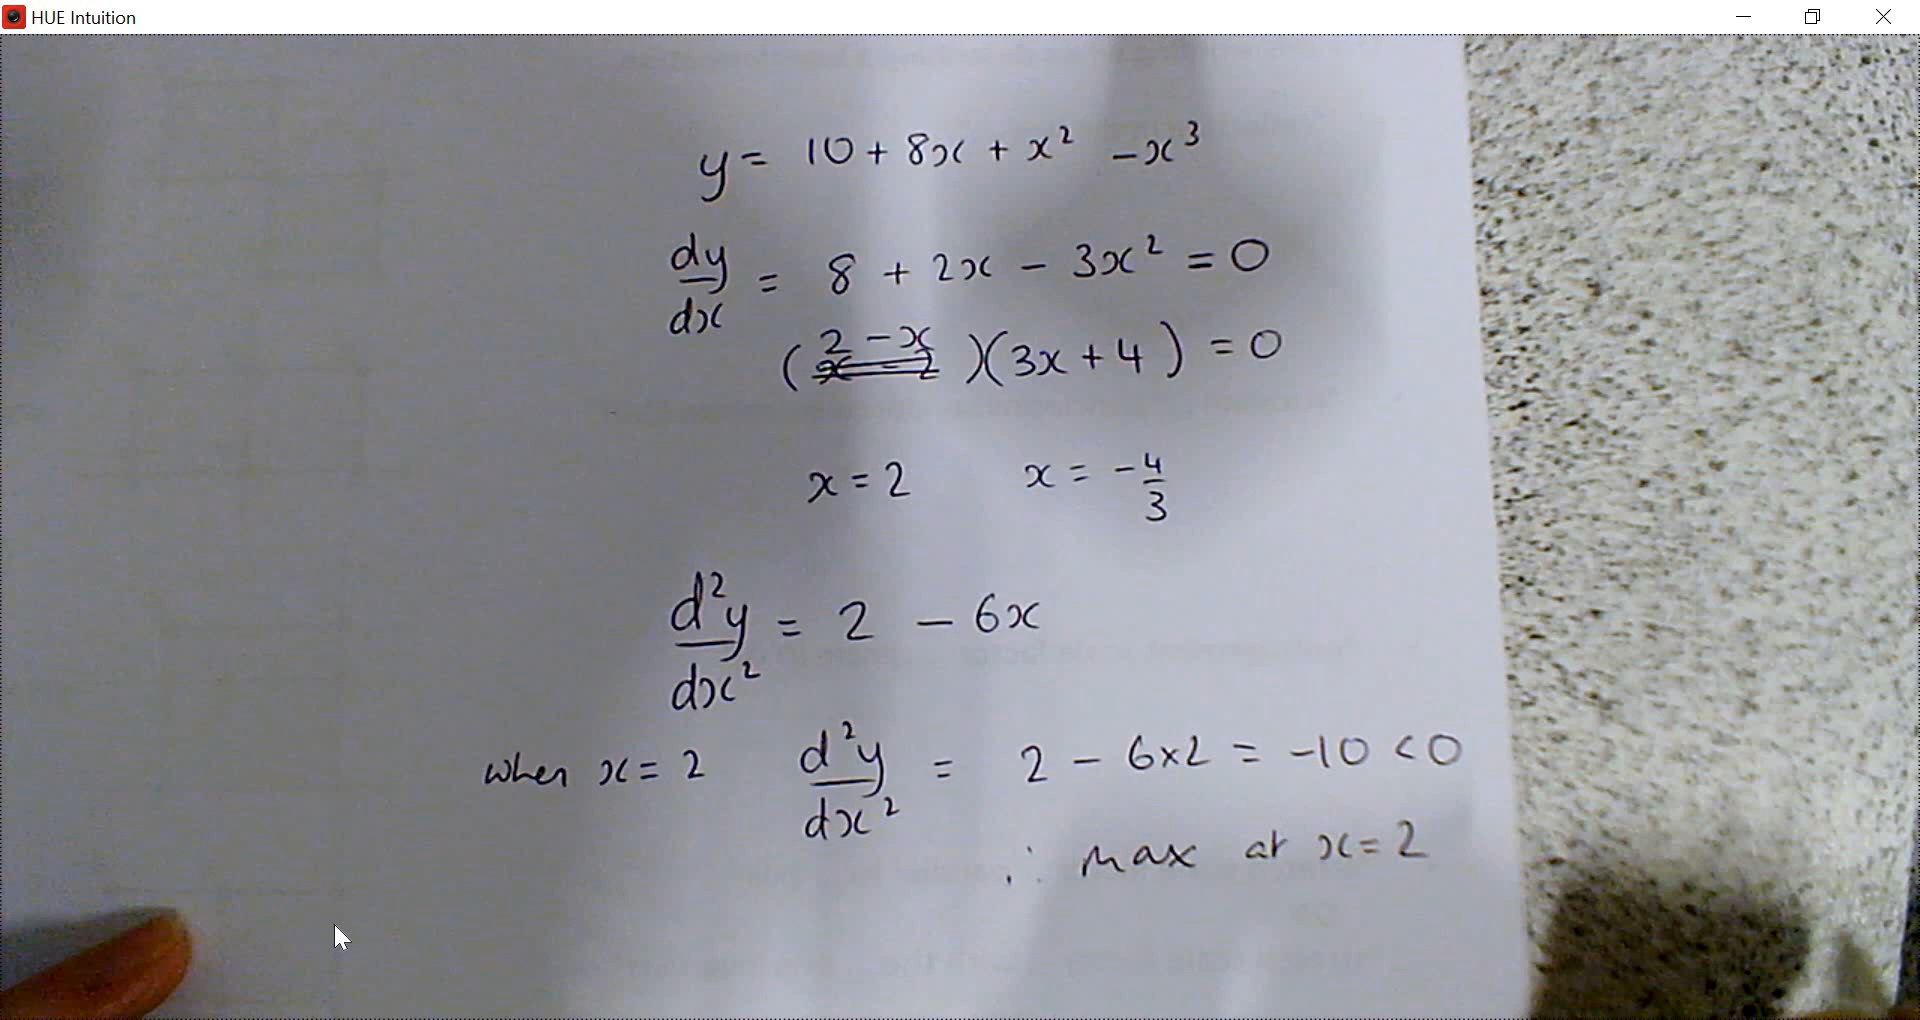 HUE Intuition
y = 10 + 8x + x² - x³
dy/dx = 8 + 2x - 3x² = 0
(2 - x)(3x + 4) = 0
x = 2 x = -4/3
d²y/dx² = 2 - 6x
when x = 2 d²y/dx² = 2 - 6×2 = -10 < 0
∴ max at x = 2